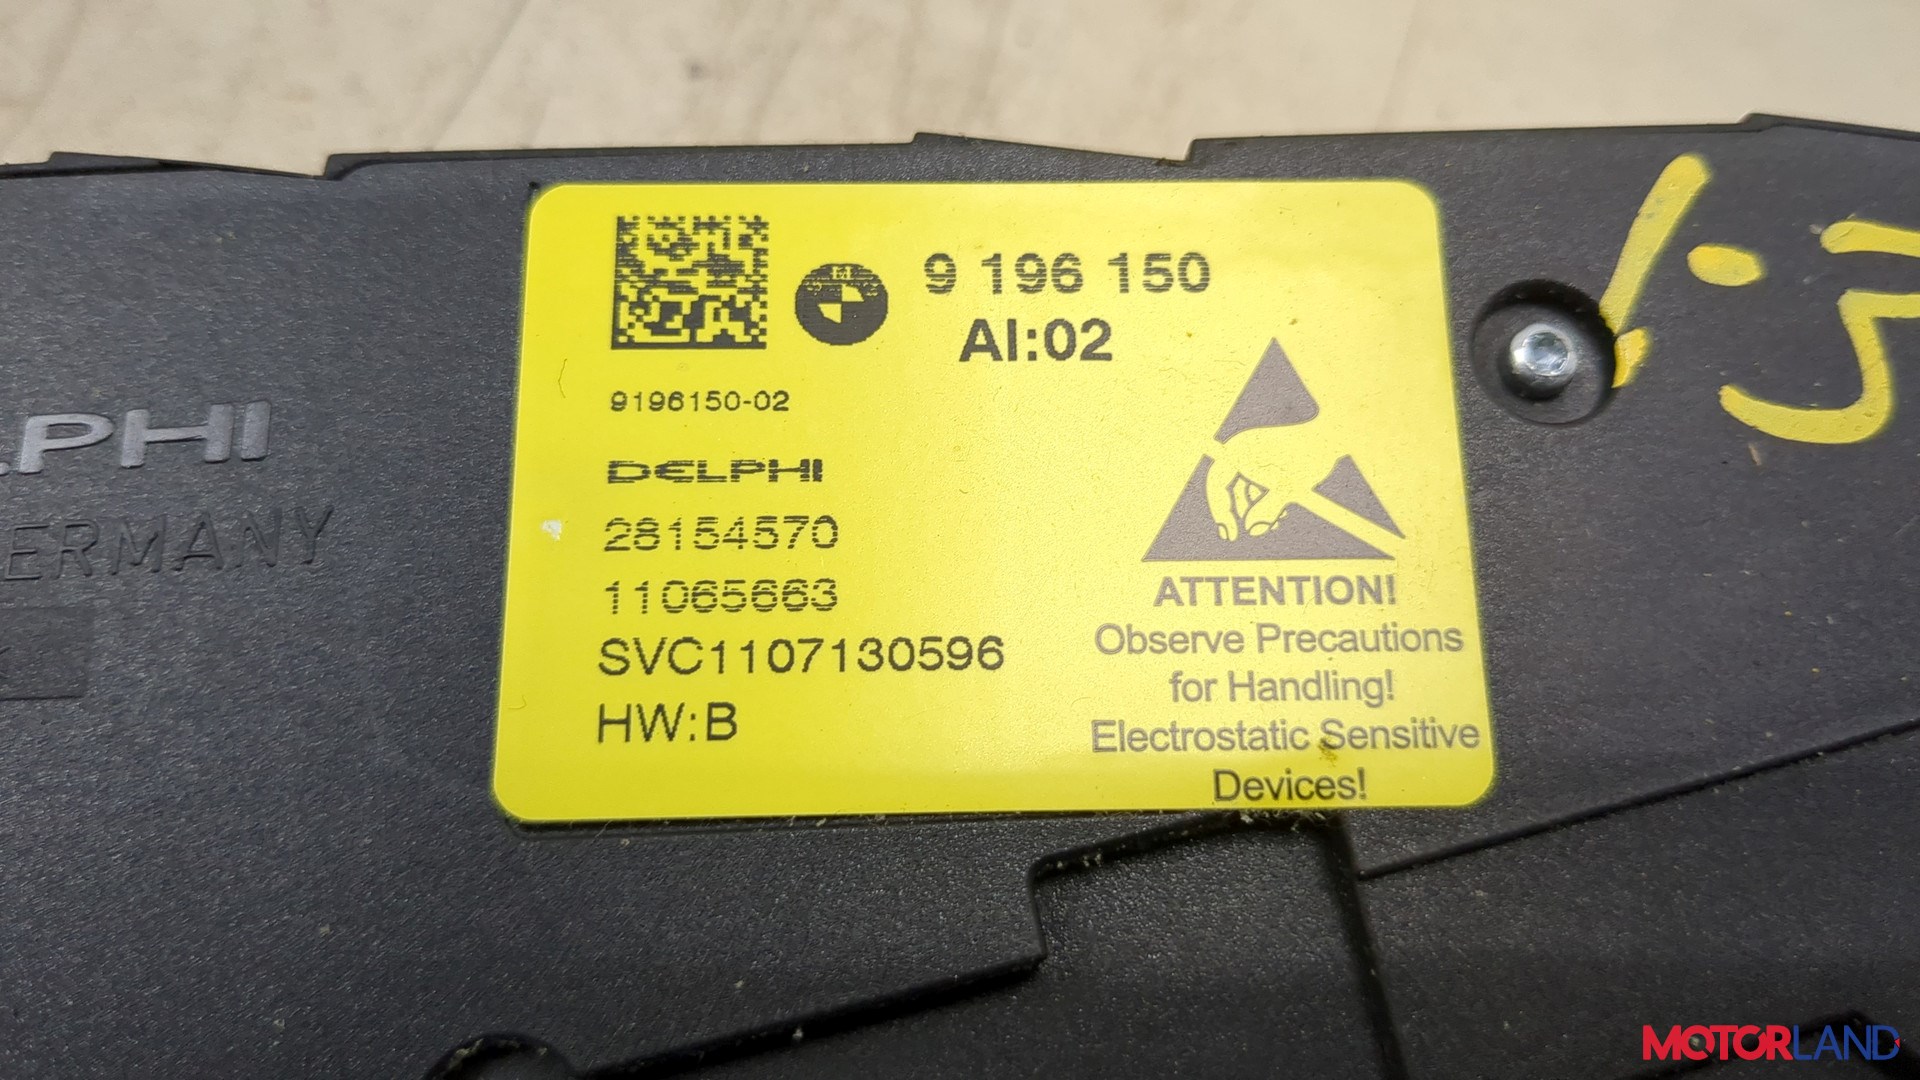 9 196 150
AI:02
9196150-02
DELPHI
28154570
11065663
SVC1107130596
HW:B
ATTENTION!
Observe Precautions
for Handling!
Electrostatic Sensitive
Devices!
LPHI
ERMANY
MOTORLAND